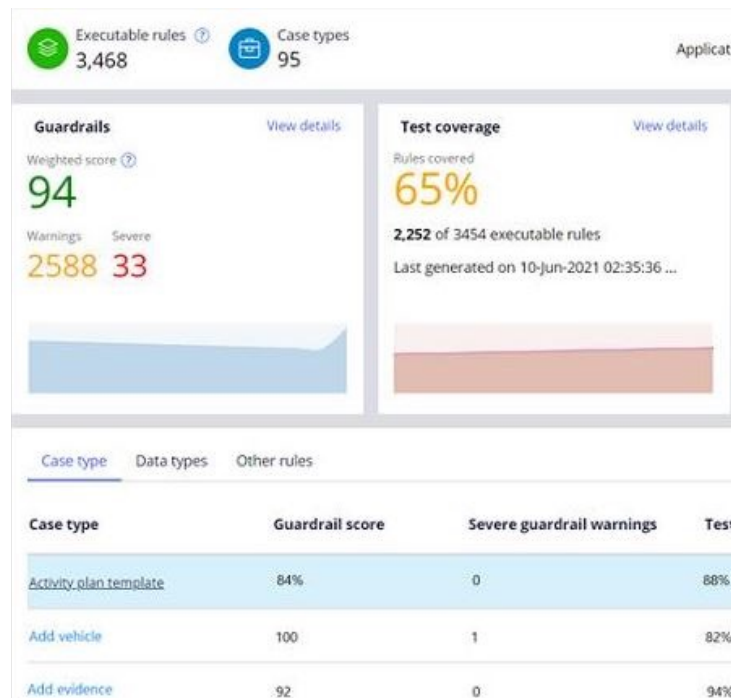 Executable rules ?
3,468
Case types
95
Applicat
Guardrails
View details
Weighted score ?
94
Warnings Severe
2588 33
Test coverage
View details
Rules covered
65%
2,252 of 3454 executable rules
Last generated on 10-Jun-2021 02:35:36 ...
Case type Data types Other rules
Case type Guardrail score Severe guardrail warnings Test
Activity plan template 84% 0 88%
Add vehicle 100 1 82%
Add evidence 92 0 94%